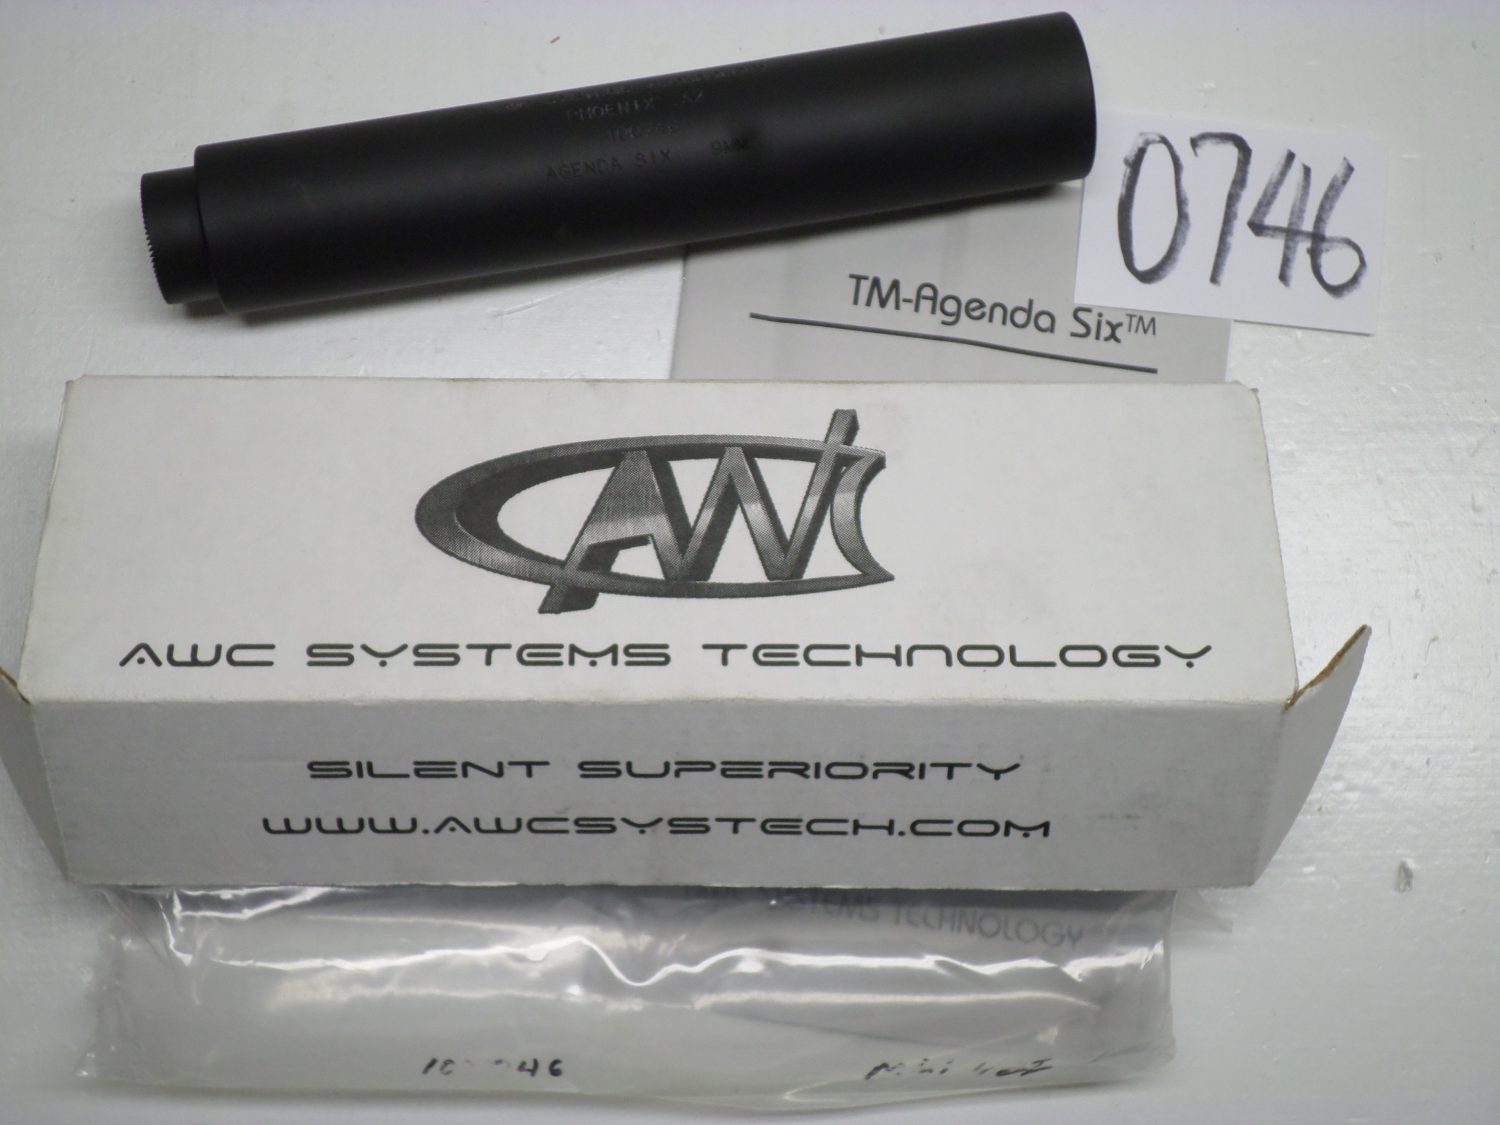 PHOENIX AZ
AGENDA SIX 9MM
0746
TM-Agenda Six™
AWC
AWC SYSTEMS TECHNOLOGY
SILENT SUPERIORITY
WWW.AWCSYSTECH.COM
SYSTEMS TECHNOLOGY